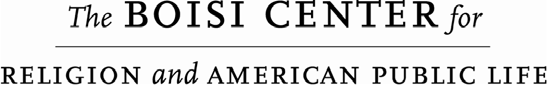 The BOISI CENTER for
RELIGION and AMERICAN PUBLIC LIFE